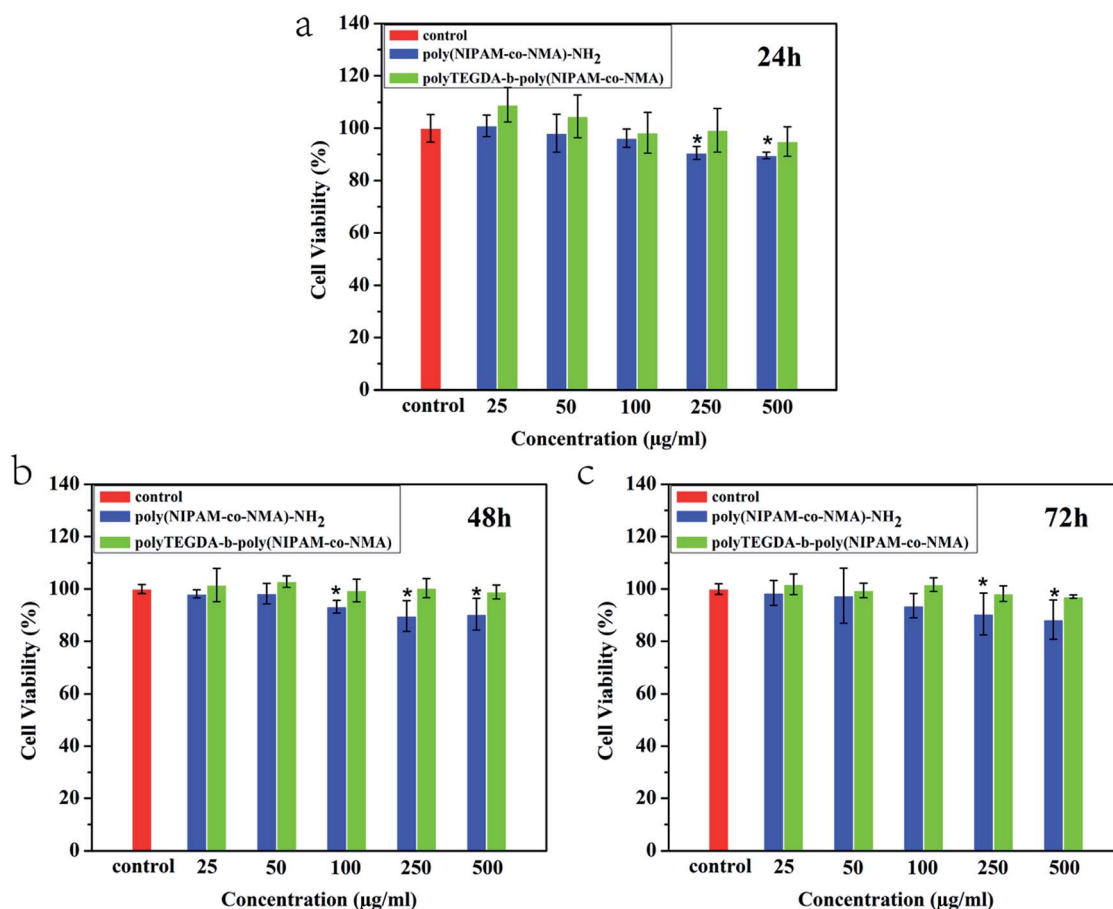 a
140
120
100
80
60
40
20
0
Cell Viability (%)
control
poly(NIPAM-co-NMA)-NH2
polyTEGDA-b-poly(NIPAM-co-NMA)
24h
* *
control 25 50 100 250 500
Concentration (μg/ml)
b
140
120
100
80
60
40
20
0
Cell Viability (%)
control
poly(NIPAM-co-NMA)-NH2
polyTEGDA-b-poly(NIPAM-co-NMA)
48h
* * *
control 25 50 100 250 500
Concentration (μg/ml)
c
140
120
100
80
60
40
20
0
Cell Viability (%)
control
poly(NIPAM-co-NMA)-NH2
polyTEGDA-b-poly(NIPAM-co-NMA)
72h
* *
control 25 50 100 250 500
Concentration (μg/ml)